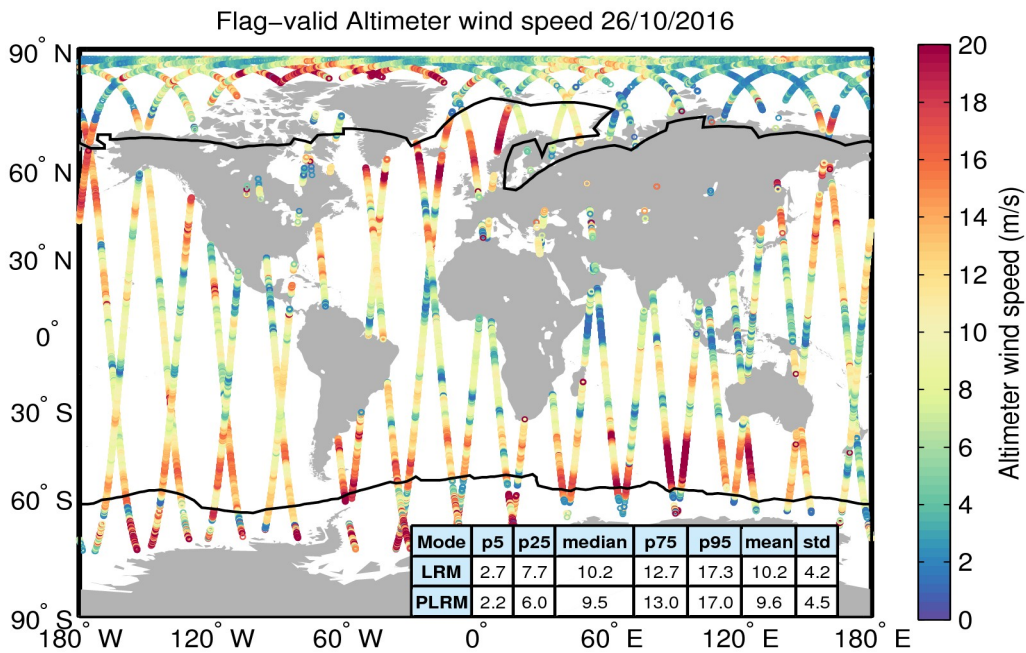 Flag−valid Altimeter wind speed 26/10/2016
90° N
60° N
30° N
0°
30° S
60° S
90° S
180° W
120° W
60° W
0°
60° E
120° E
180° E
Mode p5 p25 median p75 p95 mean std
LRM 2.7 7.7 10.2 12.7 17.3 10.2 4.2
PLRM 2.2 6.0 9.5 13.0 17.0 9.6 4.5
20
18
16
14
12
10
8
6
4
2
0
Altimeter wind speed (m/s)